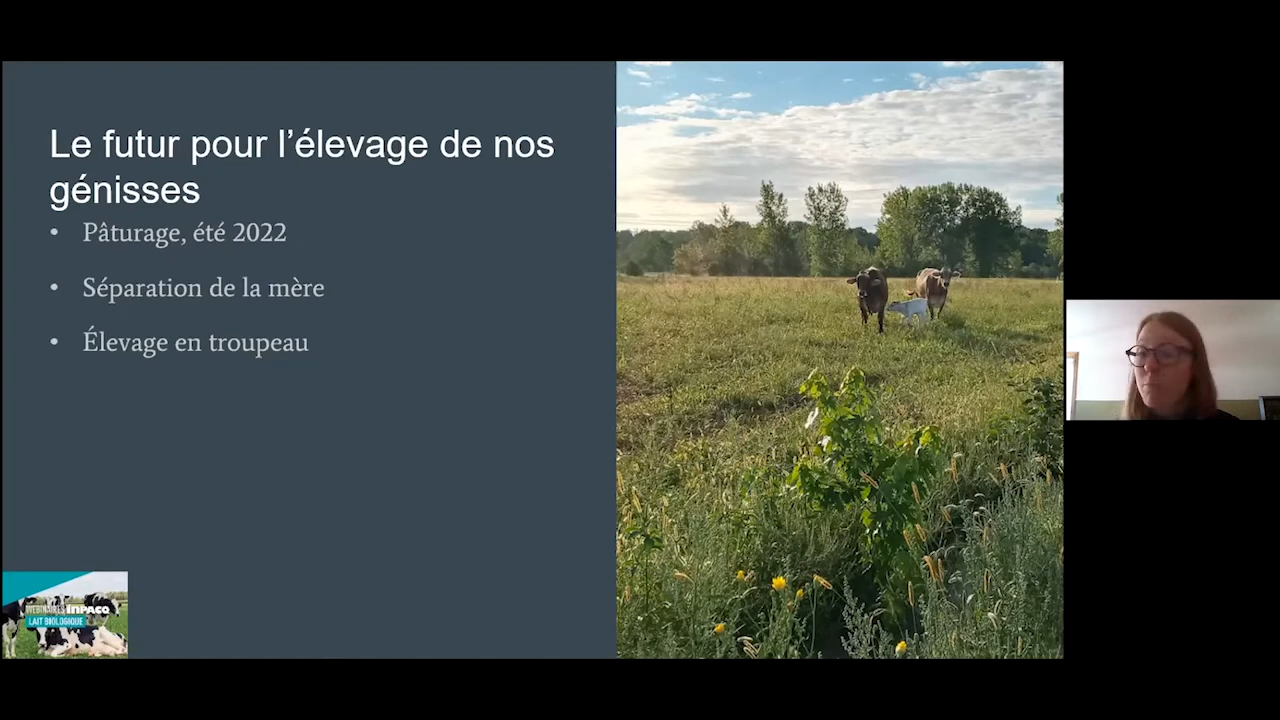 Le futur pour l'élevage de nos
génisses
• Pâturage, été 2022
• Séparation de la mère
• Élevage en troupeau
WEBINAIRES INPACQ
LAIT BIOLOGIQUE